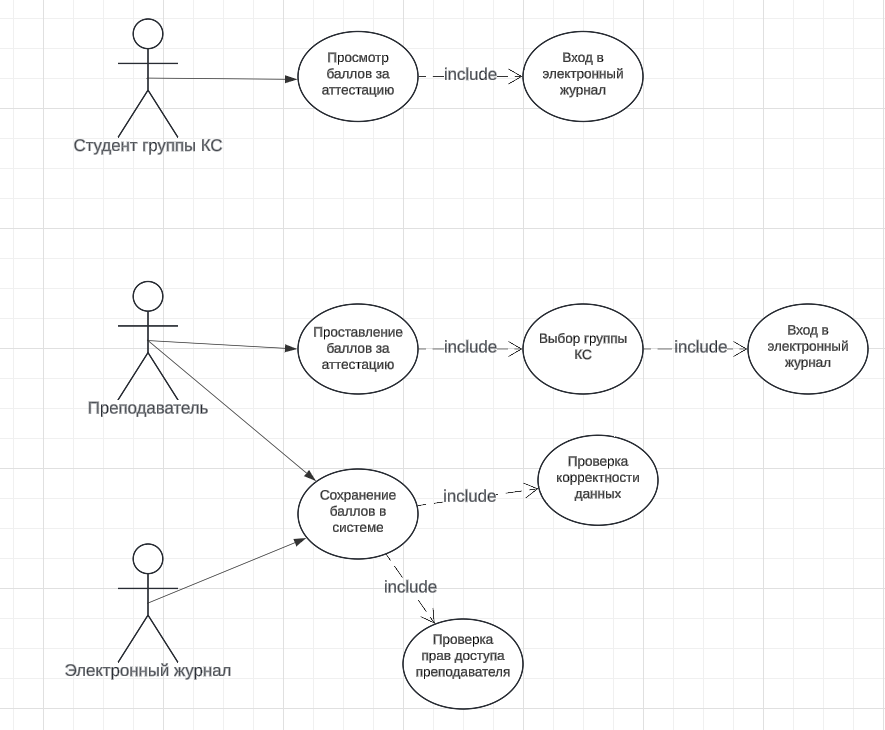 Просмотр
баллов за
аттестацию
include
Вход в
электронный
журнал
Студент группы КС
Проставление
баллов за
аттестацию
include
Выбор группы
КС
include
Вход в
электронный
журнал
Преподаватель
Сохранение
баллов в
системе
include
Проверка
корректности
данных
include
Проверка
прав доступа
преподавателя
Электронный журнал